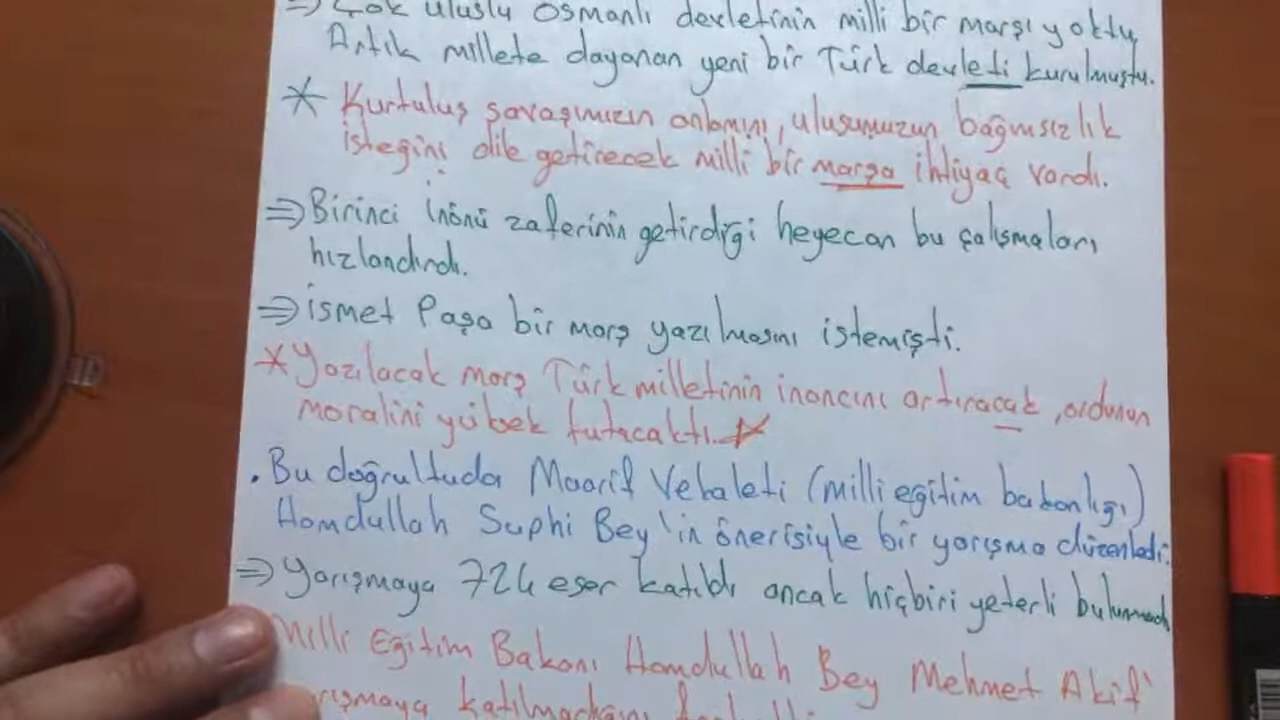 ⇒ Çok uluslu Osmanlı devletinin milli bir marşı yoktu,
Artık millete dayanan yeni bir Türk devleti kurulmuştu.
* Kurtuluş savaşımızın anlamını, ulusumuzun bağımsızlık
isteğini dile getirecek milli bir marşa ihtiyaç vardı.
⇒ Birinci İnönü zaferinin getirdiği heyecan bu çalışmaları
hızlandırdı.
⇒ İsmet Paşa bir marş yazılmasını istemişti.
* Yazılacak marş Türk milletinin inancını artıracak, ordunun
moralini yüksek tutacaktı. *
. Bu doğrultuda Maarif Vekaleti (milli eğitim bakanlığı)
Hamdullah Suphi Bey'in önerisiyle bir yarışma düzenledi.
⇒ Yarışmaya 724 eser katıldı ancak hiçbiri yeterli bulunmadı
Milli Eğitim Bakanı Hamdullah Bey Mehmet Akif'
katılmadığını